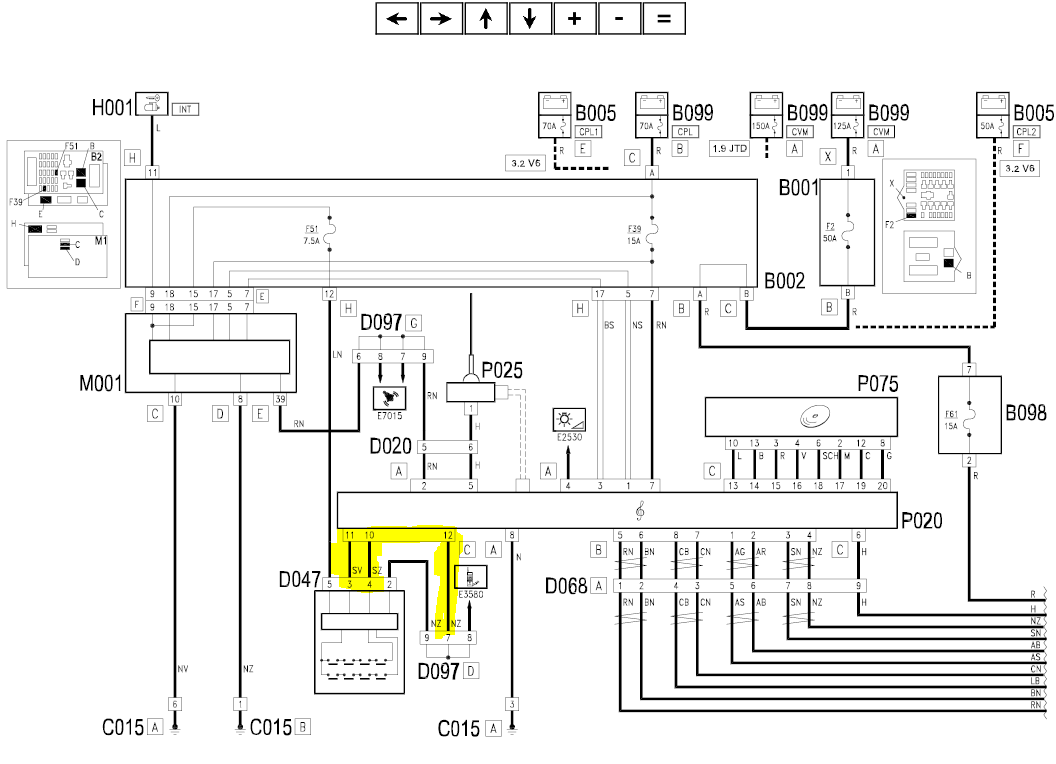 + - =
H001 INT
L
H
11
B005
70A CPL1
R E
3.2 V6
B099
70A CPL
R B
C
A
B099
150A CVM
1.9 JTD A
B099
125A CVM
R A
X
1
B005
50A CPL2
R F
3.2 V6
F51 B
B2
F39
E C
H
M1
C
D
F51
7.5A
F39
15A
B001
F2
50A
X
F2
B
B002
9 18 15 17 5 7 E
F 9 18 15 17 5 7
12 H
H 17 5 7
B A R
C B
B
B R
M001
C 10
D 8
E 39
RN
LN
D097 G
6 8 7 9
E7015
RN
P025
1
H
D020 5 6
RN H
A 2 5
BS NS RN
E2530
A 4 3 1 7
P075
10 13 3 4 6 2 12 8
L B R V SCH M C G
C 13 14 15 16 18 17 19 20
7
B098
F61
15A
2
R
P020
11 10 12 C
SV SZ
A 8
N
B 5 6 8 7 1 2 3 4
RN BN CB CN AG AR SN NZ
C 6
H
D047 5 3 4 2
E3580
NZ NZ
9 7 8
D097 D
D068 A 1 2 3 4 5 6 7 8 9
RN BN CB CN AS AB SN NZ H
R
H
NZ
SN
AB
AS
CN
LB
BN
RN
NV
NZ
6
C015 A
1
C015 B
3
C015 A